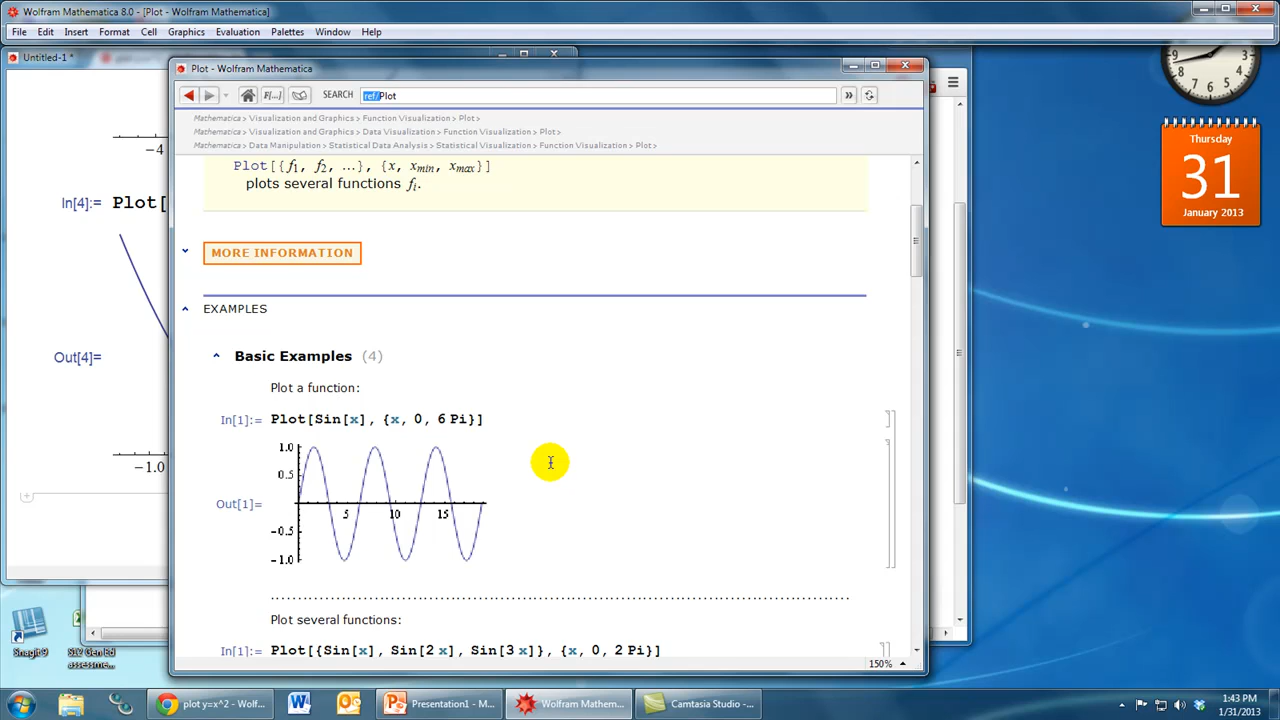 Wolfram Mathematica 8.0 - [Plot - Wolfram Mathematica]
File Edit Insert Format Cell Graphics Evaluation Palettes Window Help
Untitled-1 *
−4
In[4]:= Plot[
Out[4]=
−1.0
Plot - Wolfram Mathematica
F[...] SEARCH ref/Plot »
Mathematica > Visualization and Graphics > Function Visualization > Plot >
Mathematica > Visualization and Graphics > Data Visualization > Function Visualization > Plot >
Mathematica > Data Manipulation > Statistical Data Analysis > Statistical Visualization > Function Visualization > Plot >
Plot[{f1, f2, …}, {x, xmin, xmax}]
plots several functions fi.
MORE INFORMATION
EXAMPLES
Basic Examples (4)
Plot a function:
In[1]:= Plot[Sin[x], {x, 0, 6 Pi}]
1.0
0.5
5 10 15
−0.5
−1.0
Out[1]=
Plot several functions:
In[1]:= Plot[{Sin[x], Sin[2 x], Sin[3 x]}, {x, 0, 2 Pi}]
150%
Thursday
31
January 2013
Snagit 9
S12 Gen Ed
assessme...
plot y=x^2 - Wolf...
Presentation1 - M...
Wolfram Mathem...
Camtasia Studio -...
1:43 PM
1/31/2013